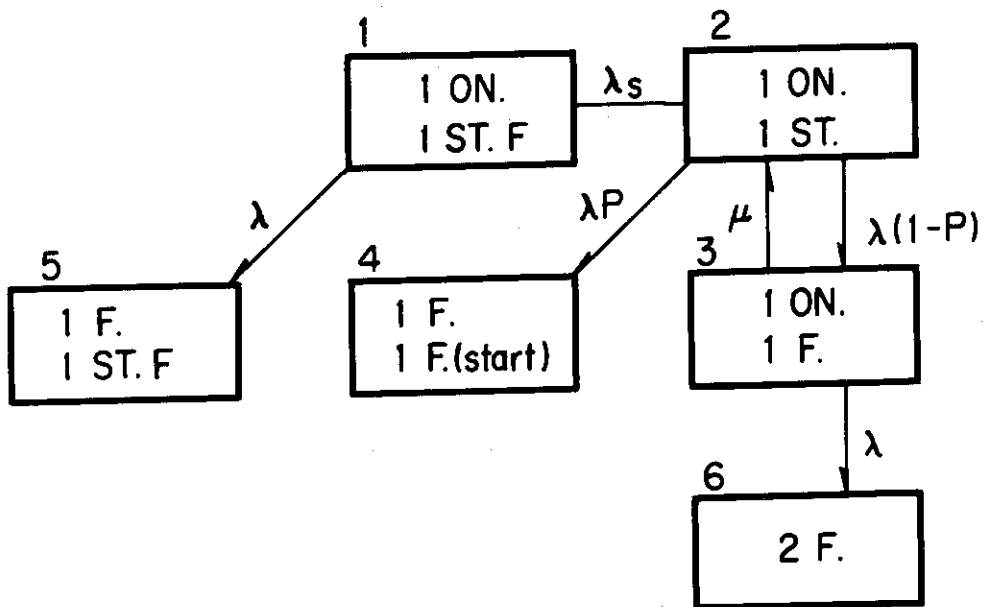 1
1 ON.
1 ST. F
λs
2
1 ON.
1 ST.
λ
λP
μ
λ(1-P)
5
1 F.
1 ST. F
4
1 F.
1 F.(start)
3
1 ON.
1 F.
λ
6
2 F.